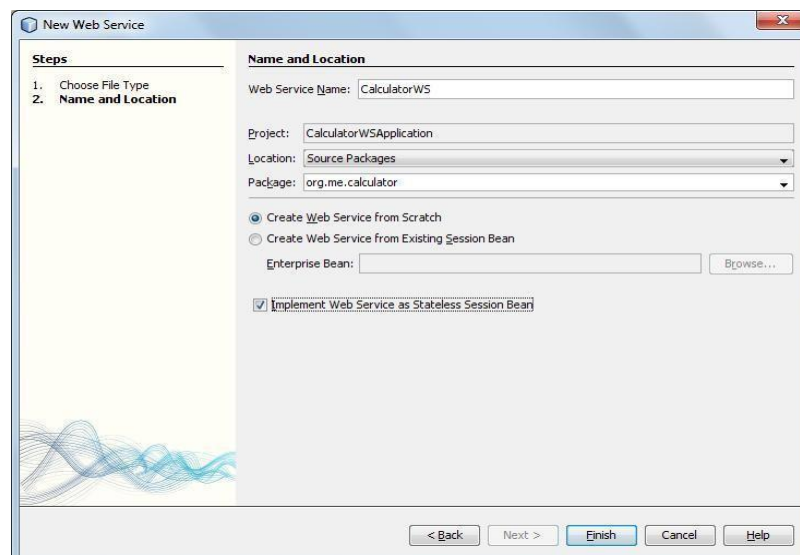 New Web Service
Steps
1. Choose File Type
2. Name and Location
Name and Location
Web Service Name: CalculatorWS
Project: CalculatorWSApplication
Location: Source Packages
Package: org.me.calculator
Create Web Service from Scratch
Create Web Service from Existing Session Bean
Enterprise Bean: Browse...
Implement Web Service as Stateless Session Bean
< Back Next > Finish Cancel Help